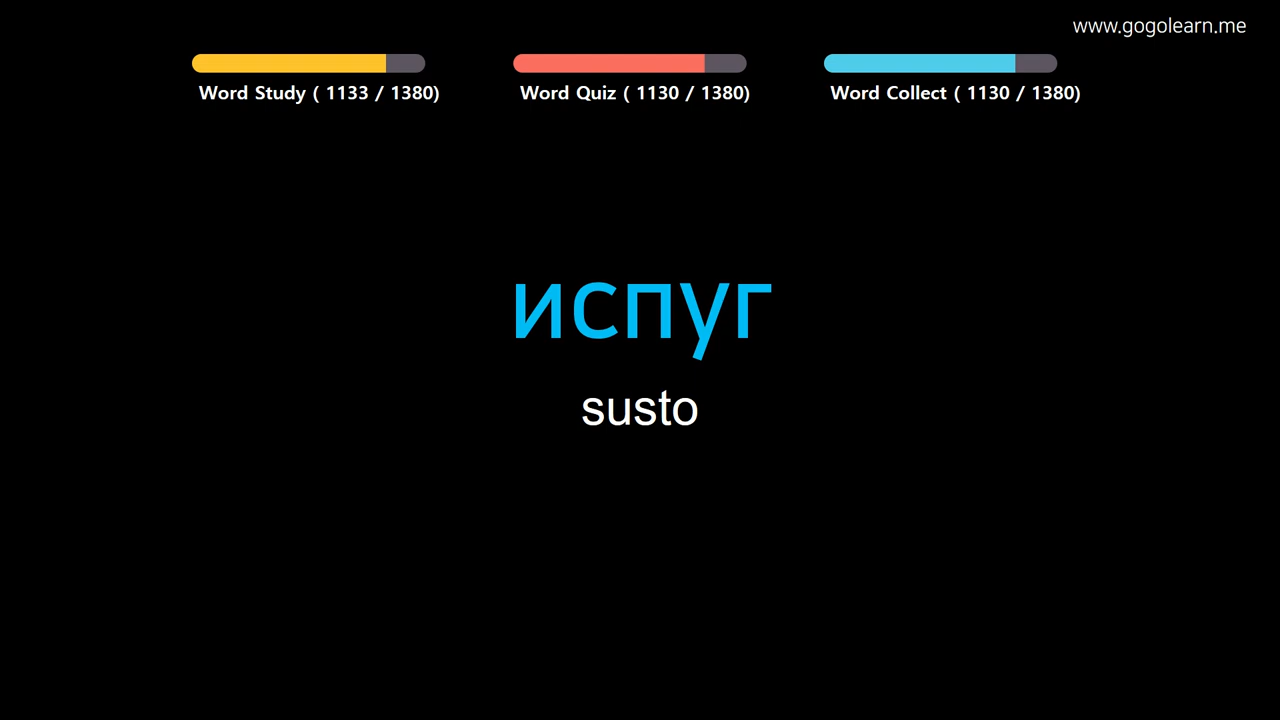 www.gogolearn.me
Word Study ( 1133 / 1380)
Word Quiz ( 1130 / 1380)
Word Collect ( 1130 / 1380)
испуг
susto